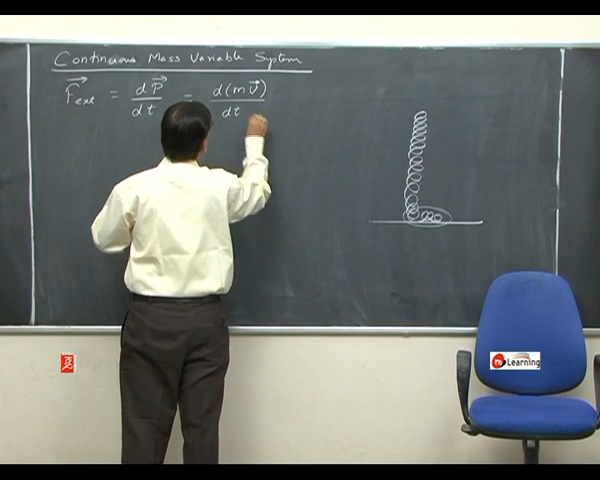 Continuous Mass Variable System
F⃗ext = dP⃗/dt = d(mv⃗)/dt
Learning